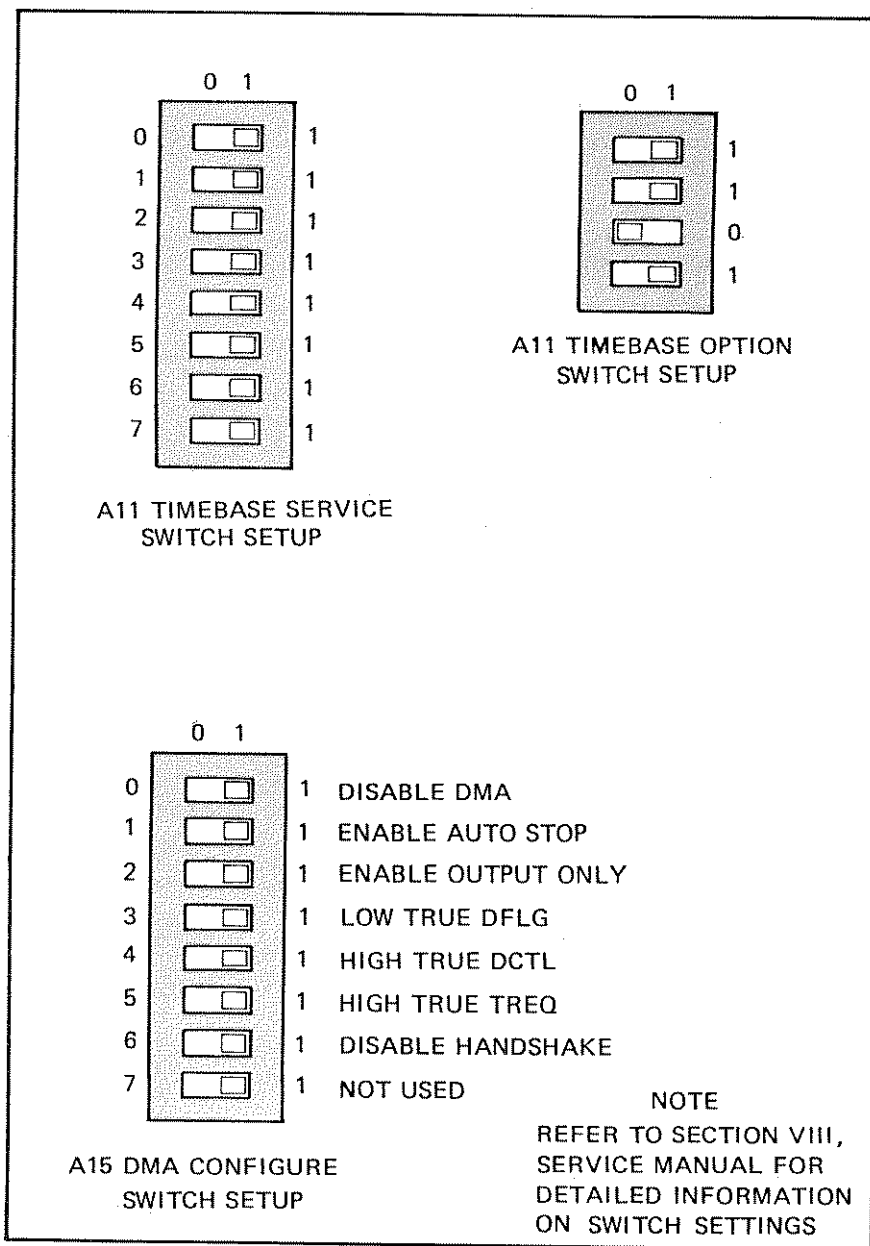 0 1
0 1
1 1
2 1
3 1
4 1
5 1
6 1
7 1
A11 TIMEBASE SERVICE
SWITCH SETUP
0 1
1
1
0
1
A11 TIMEBASE OPTION
SWITCH SETUP
0 1
0 1 DISABLE DMA
1 1 ENABLE AUTO STOP
2 1 ENABLE OUTPUT ONLY
3 1 LOW TRUE DFLG
4 1 HIGH TRUE DCTL
5 1 HIGH TRUE TREQ
6 1 DISABLE HANDSHAKE
7 1 NOT USED
A15 DMA CONFIGURE
SWITCH SETUP
NOTE
REFER TO SECTION VIII,
SERVICE MANUAL FOR
DETAILED INFORMATION
ON SWITCH SETTINGS